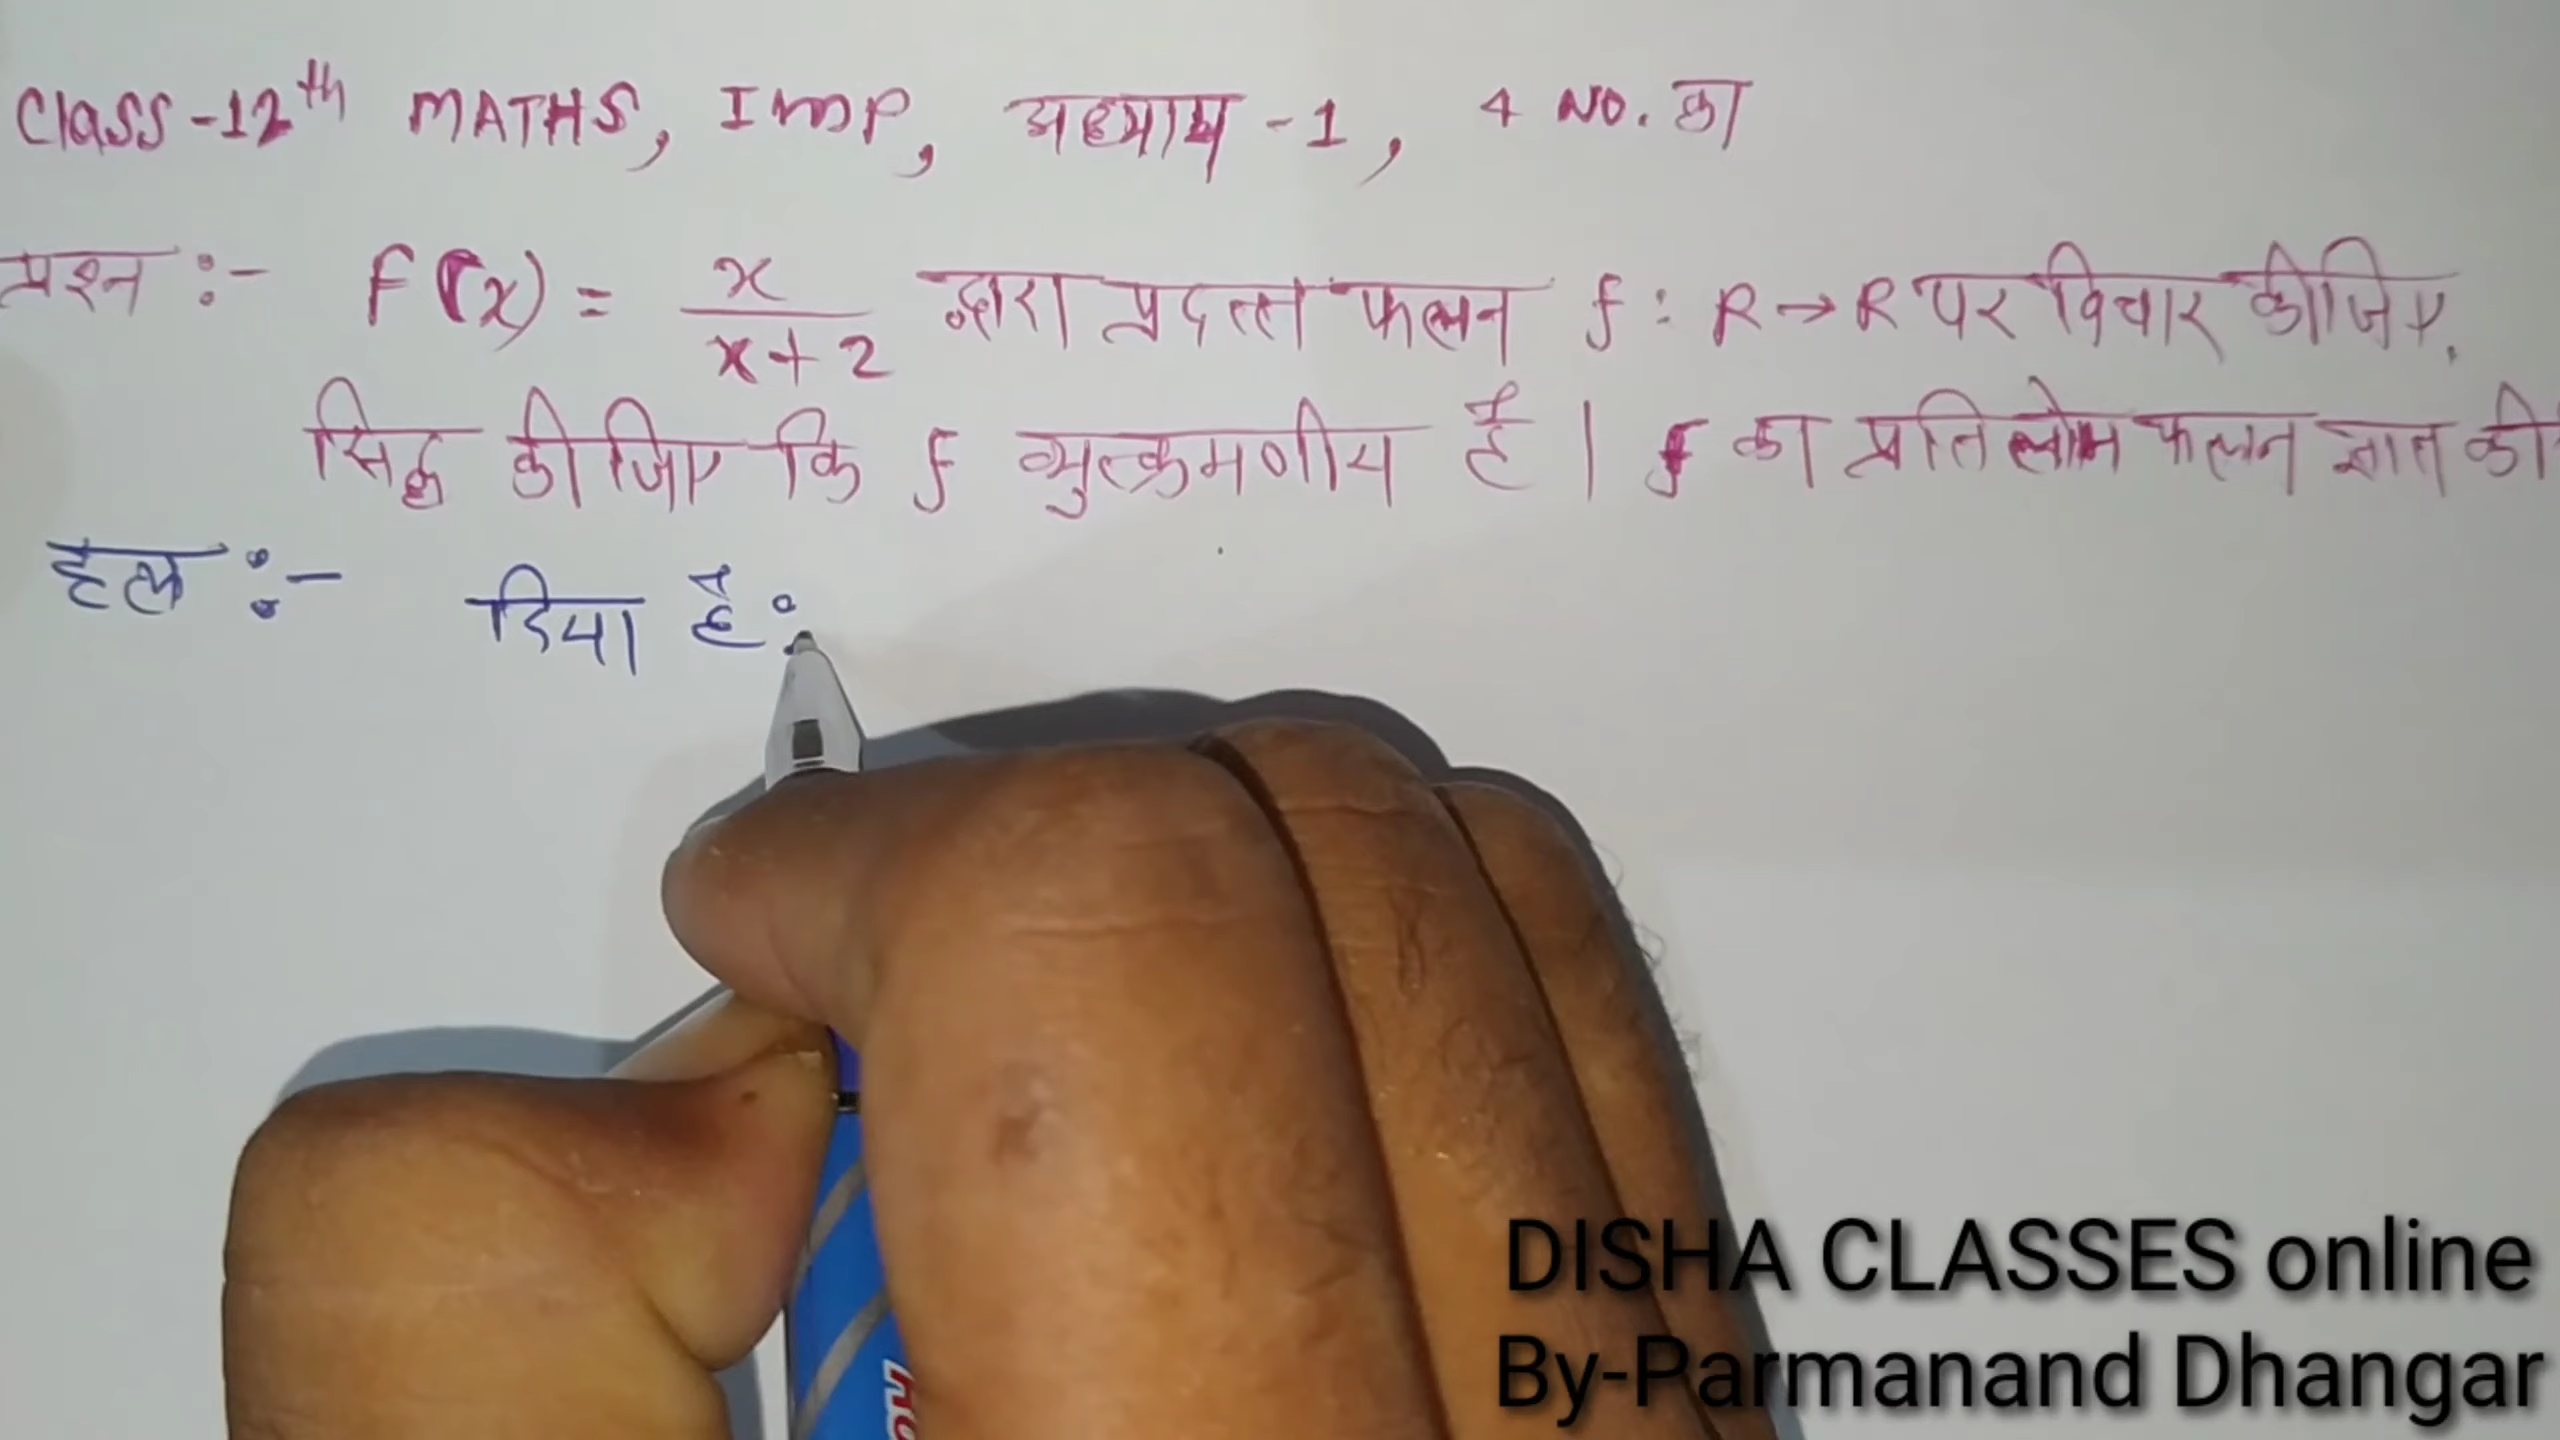 Class-12th MATHS, IMP, अध्याय -1, 4 NO. का
प्रश्न :- f(x) = x/(x+2) द्वारा प्रदत्त फलन f : R→R पर विचार कीजिए,
सिद्ध कीजिए कि f व्युत्क्रमणीय है | f का प्रतिलोम फलन ज्ञात की
हल :- दिया है:
DISHA CLASSES online
By-Parmanand Dhangar